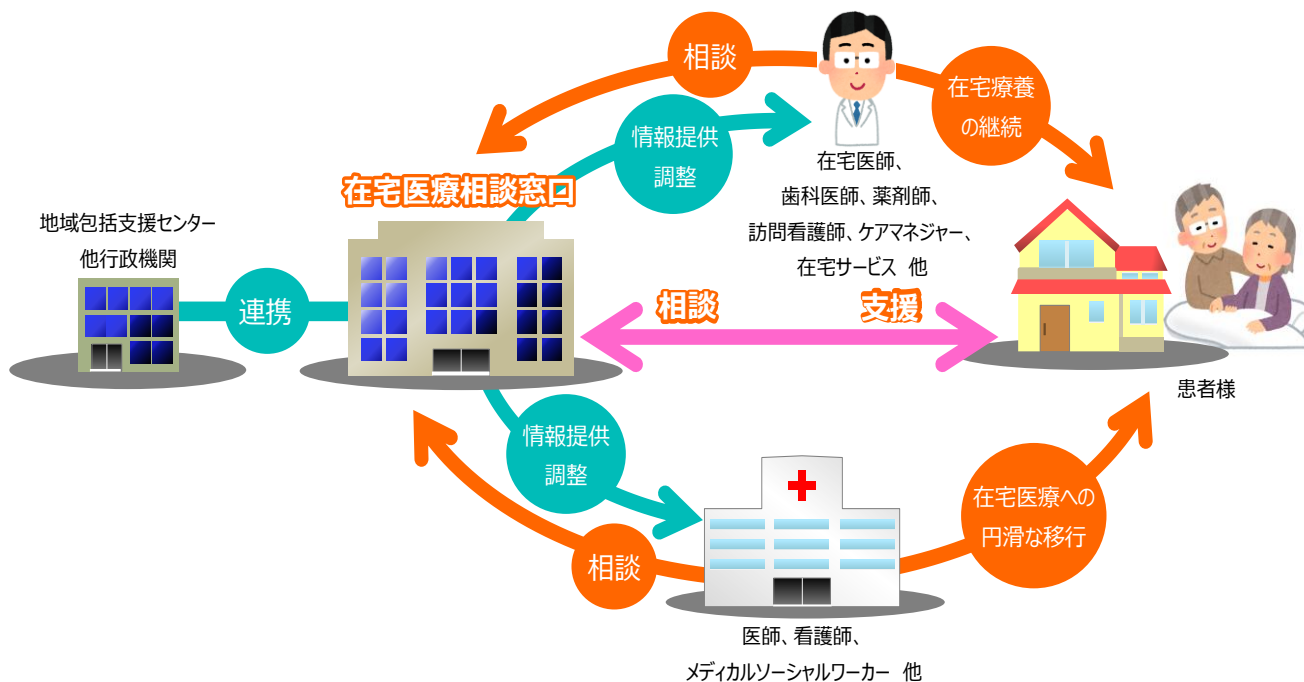 相談
在宅療養
の継続
情報提供
調整
在宅医師、
歯科医師、薬剤師、
訪問看護師、ケアマネジャー、
在宅サービス 他
在宅医療相談窓口
地域包括支援センター
他行政機関
連携
相談
支援
患者様
情報提供
調整
在宅医療への
円滑な移行
相談
医師、看護師、
メディカルソーシャルワーカー 他